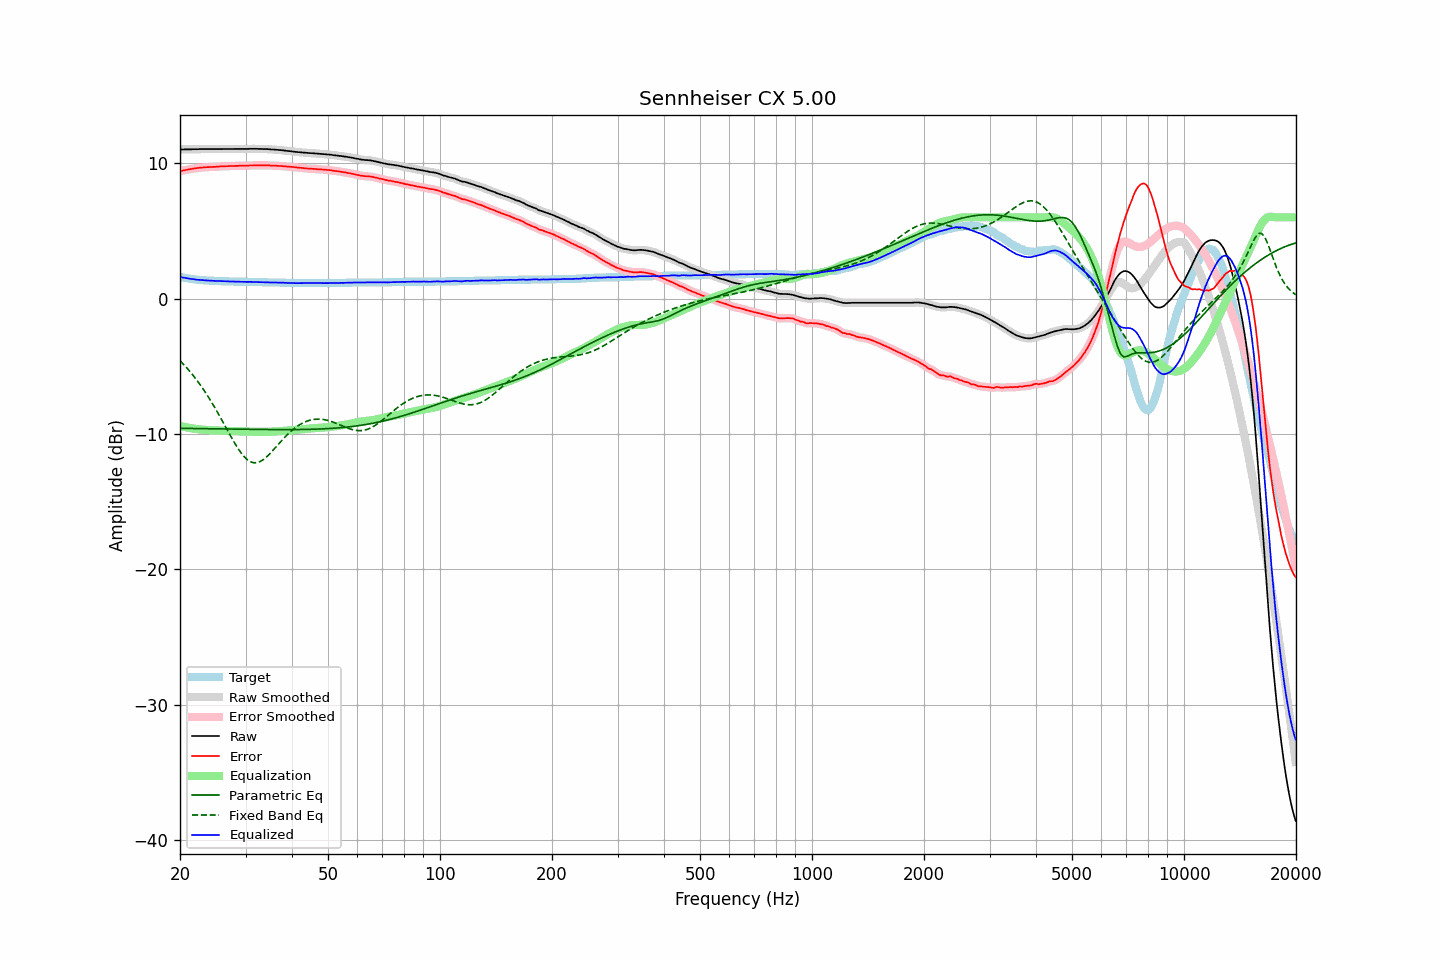 Sennheiser CX 5.00
Amplitude (dBr)
10
0
−10
−20
−30
−40
Target
Raw Smoothed
Error Smoothed
Raw
Error
Equalization
Parametric Eq
Fixed Band Eq
Equalized
20 50 100 200 500 1000 2000 5000 10000 20000
Frequency (Hz)